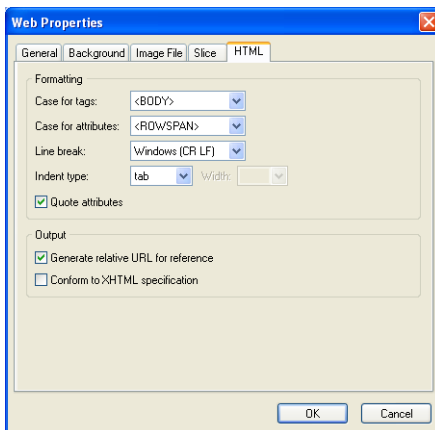 Web Properties
General Background Image File Slice HTML
Formatting
Case for tags: <BODY>
Case for attributes: <ROWSPAN>
Line break: Windows (CR LF)
Indent type: tab Width:
Quote attributes
Output
Generate relative URL for reference
Conform to XHTML specification
OK Cancel